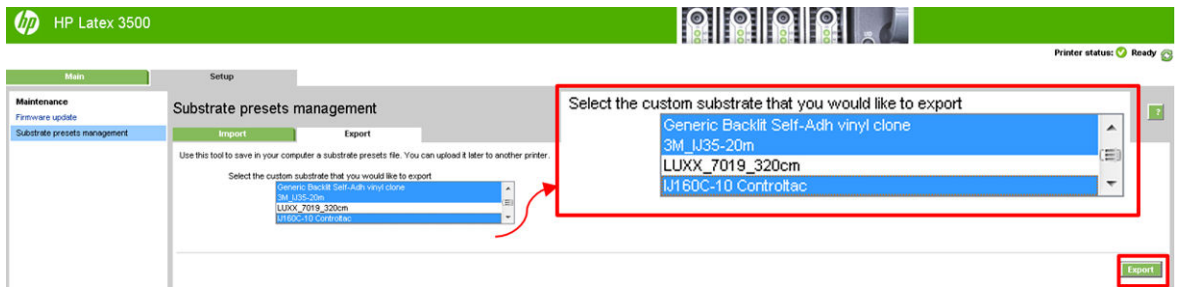 hp HP Latex 3500
Printer status: Ready
Main Setup
Maintenance
Firmware update
Substrate presets management
Substrate presets management
?
Import Export
Use this tool to save in your computer a substrate presets file. You can upload it later to another printer.
Select the custom substrate that you would like to export
Generic Backlit Self-Adh vinyl clone
3M_IJ35-20m
LUXX_7019_320cm
IJ160C-10 Controltac
Select the custom substrate that you would like to export
Generic Backlit Self-Adh vinyl clone
3M_IJ35-20m
LUXX_7019_320cm
IJ160C-10 Controltac
Export